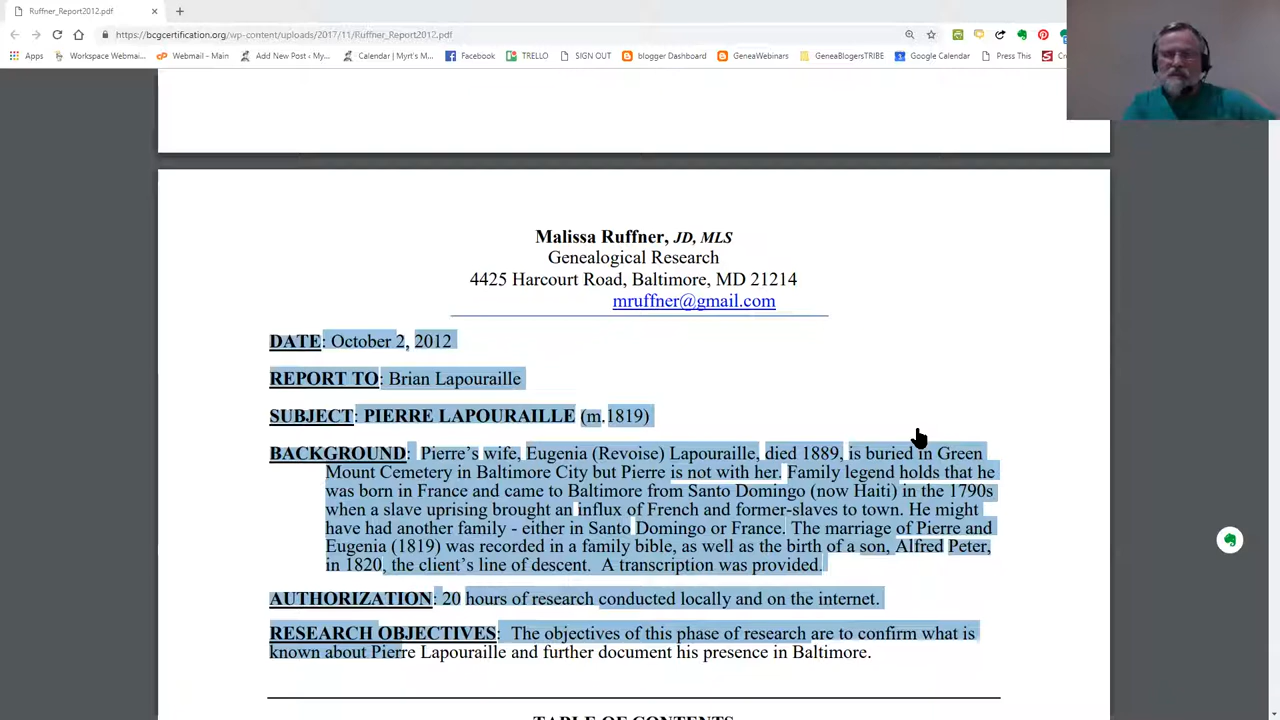 Ruffner_Report2012.pdf
https://bcgcertification.org/wp-content/uploads/2017/11/Ruffner_Report2012.pdf
Apps Workspace Webmai... Webmail - Main Add New Post ‹ My... Calendar | Myrt's M... Facebook TRELLO SIGN OUT blogger Dashboard GeneaWebinars GeneaBlogersTRIBE Google Calendar Press This
Malissa Ruffner, JD, MLS
Genealogical Research
4425 Harcourt Road, Baltimore, MD 21214
mruffner@gmail.com
DATE: October 2, 2012
REPORT TO: Brian Lapouraille
SUBJECT: PIERRE LAPOURAILLE (m.1819)
BACKGROUND: Pierre's wife, Eugenia (Revoise) Lapouraille, died 1889, is buried in Green
Mount Cemetery in Baltimore City but Pierre is not with her. Family legend holds that he
was born in France and came to Baltimore from Santo Domingo (now Haiti) in the 1790s
when a slave uprising brought an influx of French and former-slaves to town. He might
have had another family - either in Santo Domingo or France. The marriage of Pierre and
Eugenia (1819) was recorded in a family bible, as well as the birth of a son, Alfred Peter,
in 1820, the client's line of descent. A transcription was provided.
AUTHORIZATION: 20 hours of research conducted locally and on the internet.
RESEARCH OBJECTIVES: The objectives of this phase of research are to confirm what is
known about Pierre Lapouraille and further document his presence in Baltimore.
TABLE OF CONTENTS